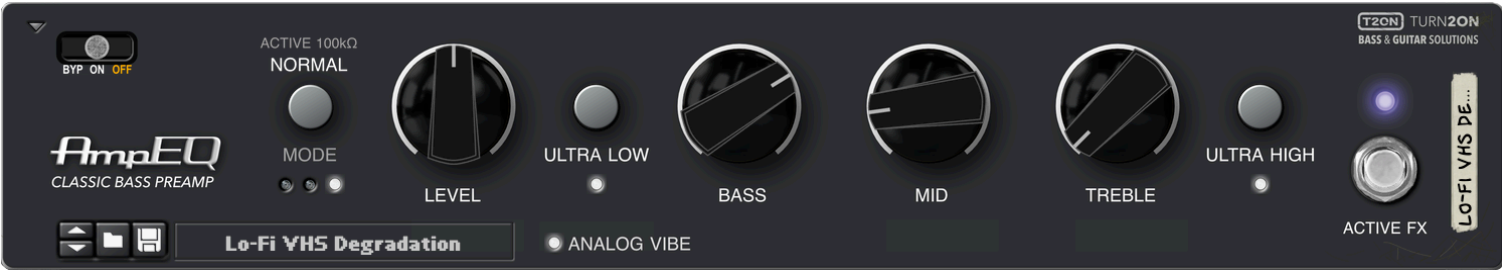 T2ON TURN2ON
BASS & GUITAR SOLUTIONS
BYP ON OFF
ACTIVE 100kΩ
NORMAL
MODE
AmpEQ
CLASSIC BASS PREAMP
LEVEL
ULTRA LOW
BASS
MID
TREBLE
ULTRA HIGH
ACTIVE FX
LO-FI VHS DE...
Lo-Fi VHS Degradation
ANALOG VIBE